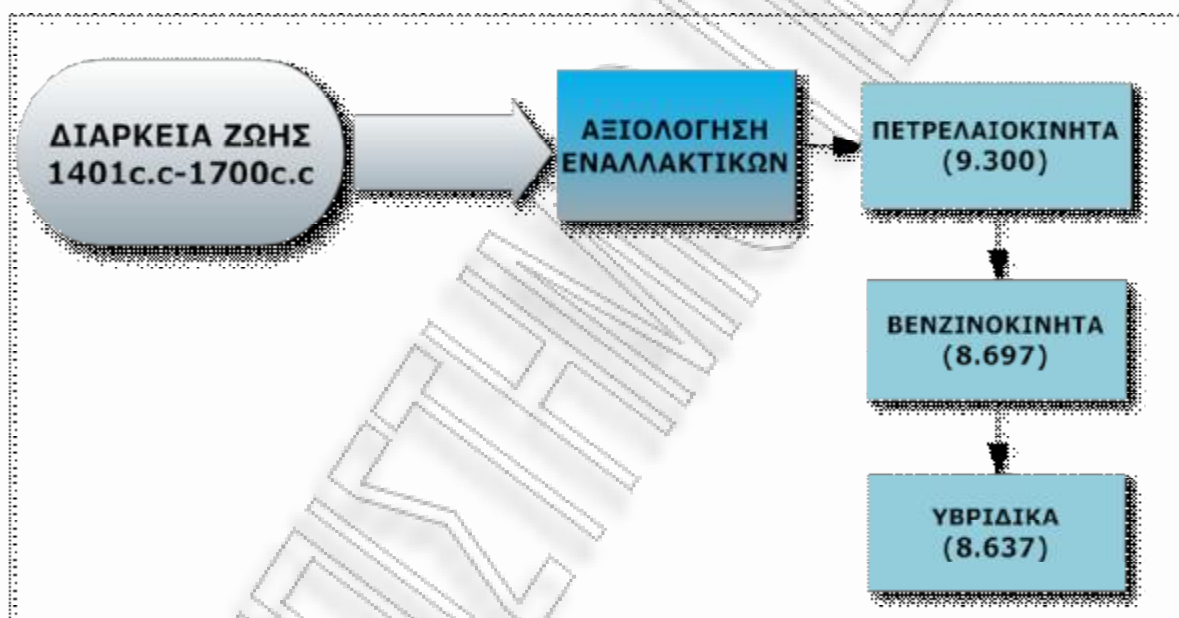 ΔΙΑΡΚΕΙΑ ΖΩΗΣ
1401c.c-1700c.c
ΑΞΙΟΛΟΓΗΣΗ
ΕΝΑΛΛΑΚΤΙΚΩΝ
ΠΕΤΡΕΛΑΙΟΚΙΝΗΤΑ
(9.300)
ΒΕΝΖΙΝΟΚΙΝΗΤΑ
(8.697)
ΥΒΡΙΔΙΚΑ
(8.637)